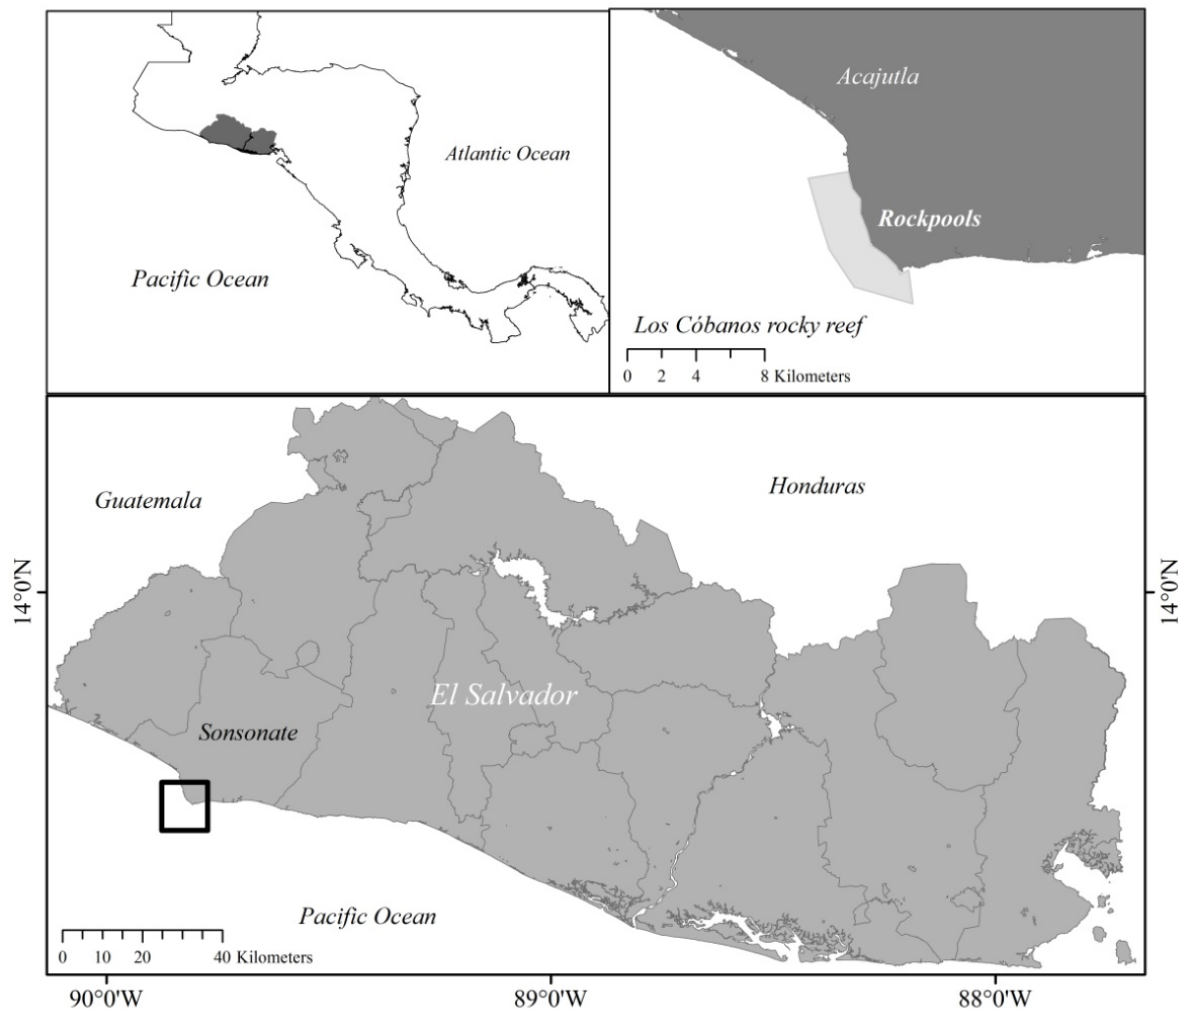 Atlantic Ocean
Pacific Ocean
Acajutla
Rockpools
Los Cóbanos rocky reef
0 2 4 8 Kilometers
Guatemala
Honduras
14°0'N
14°0'N
El Salvador
Sonsonate
Pacific Ocean
0 10 20 40 Kilometers
90°0'W 89°0'W 88°0'W